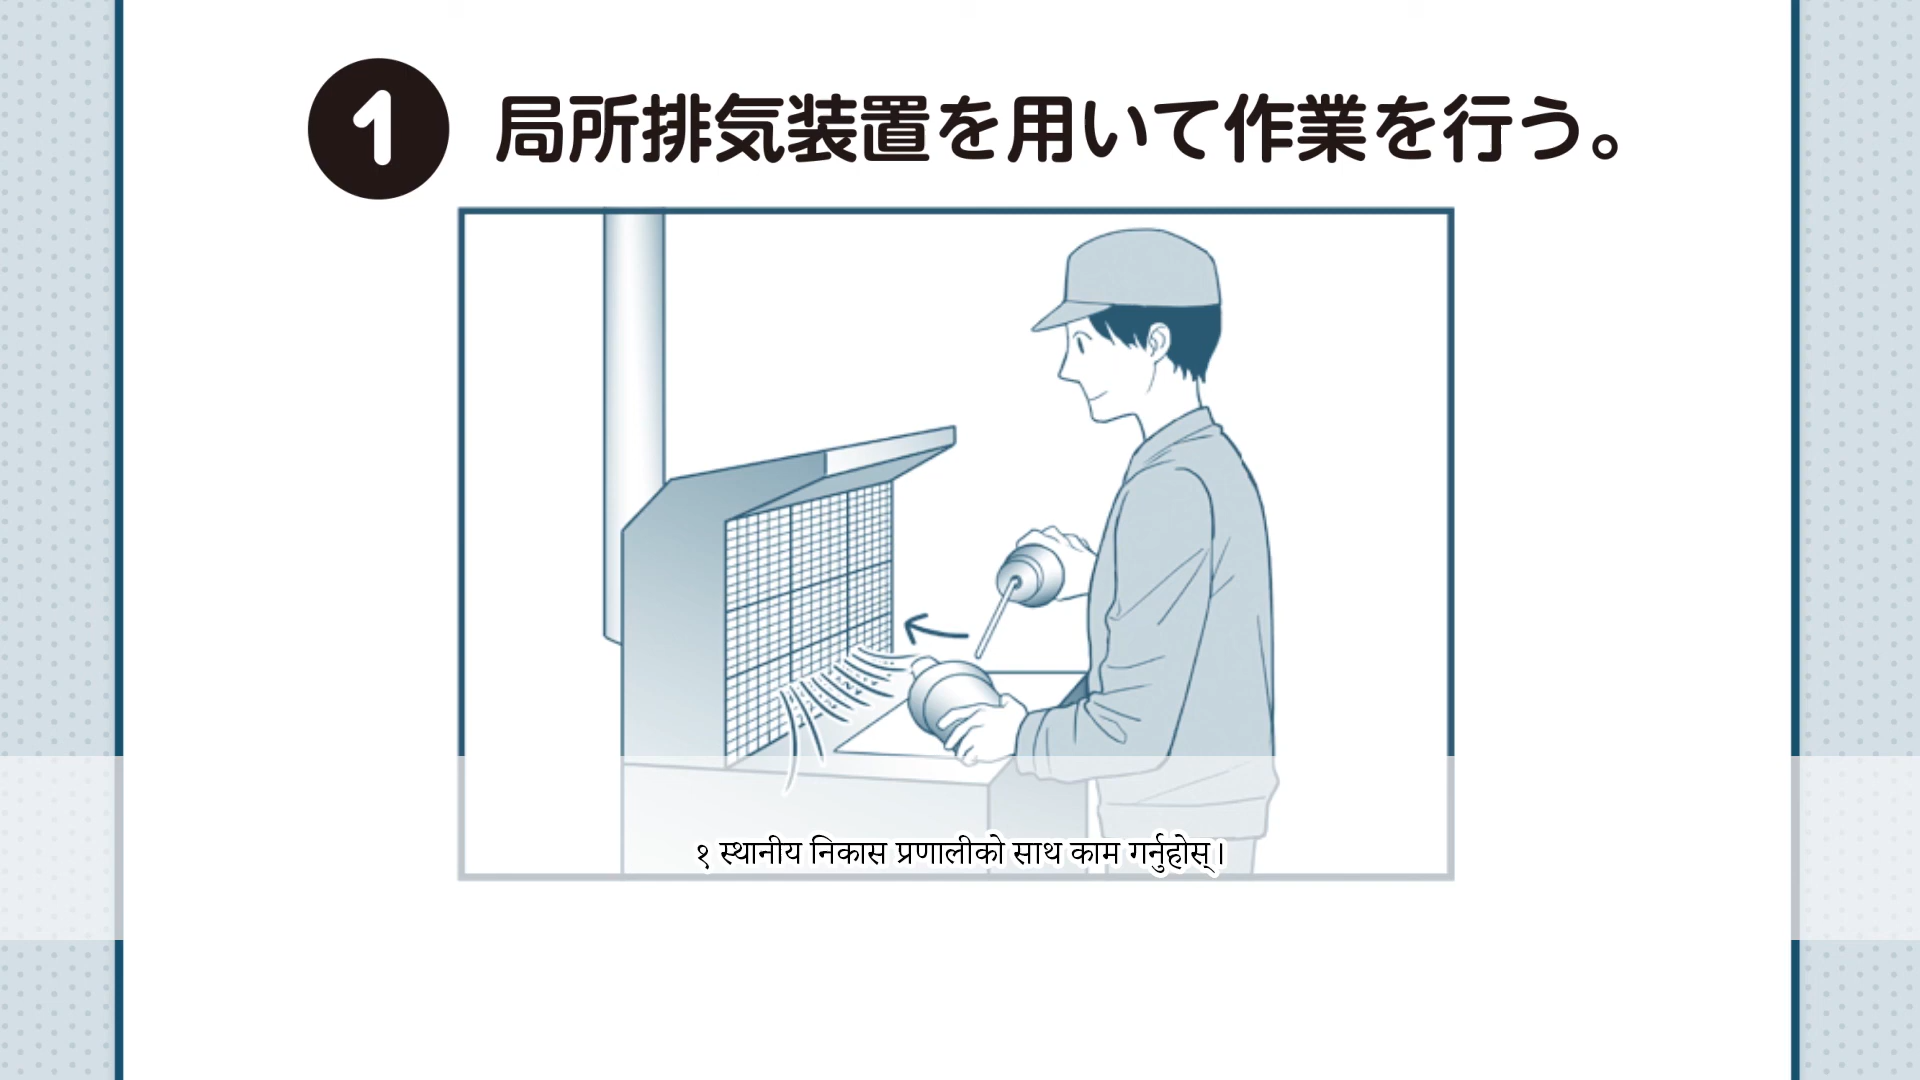 1 局所排気装置を用いて作業を行う。
१ स्थानीय निकास प्रणालीको साथ काम गर्नुहोस्।